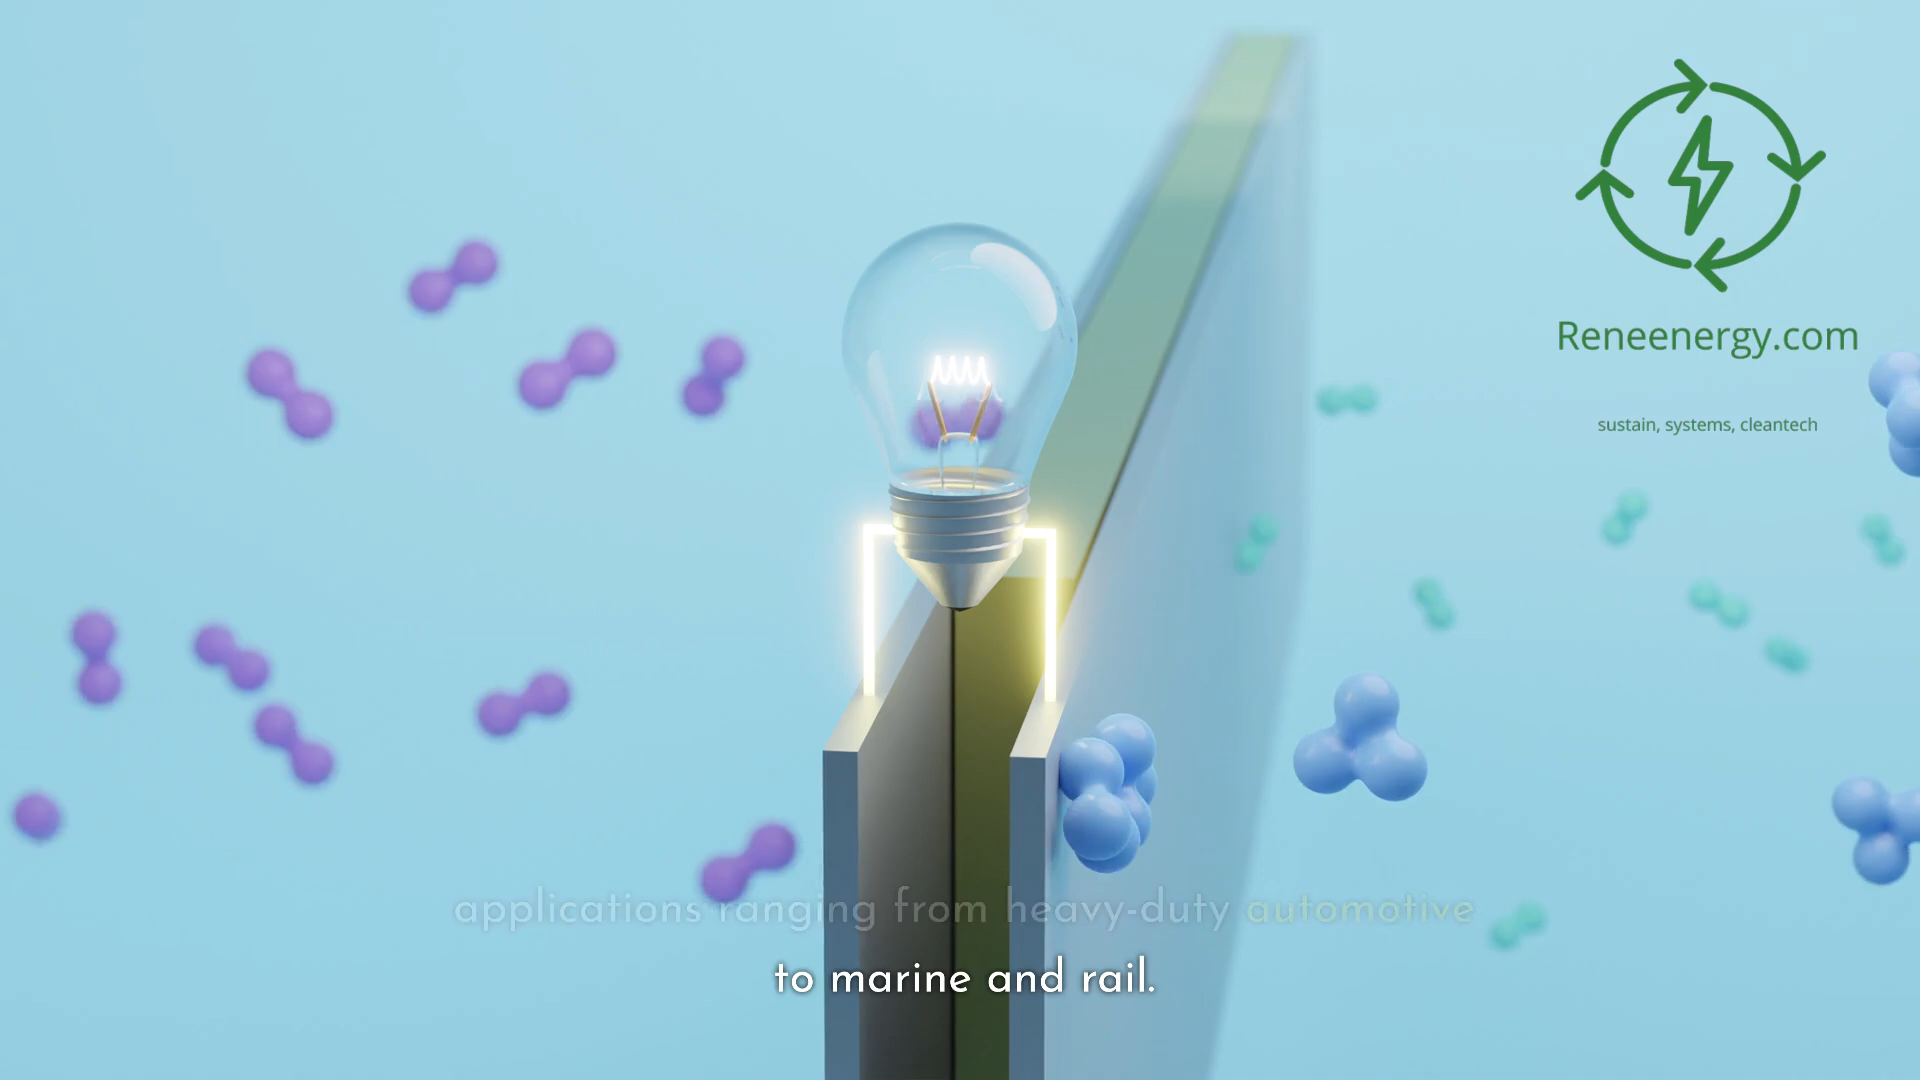 Reneenergy.com
sustain, systems, cleantech
applications ranging from heavy-duty automotive
to marine and rail.